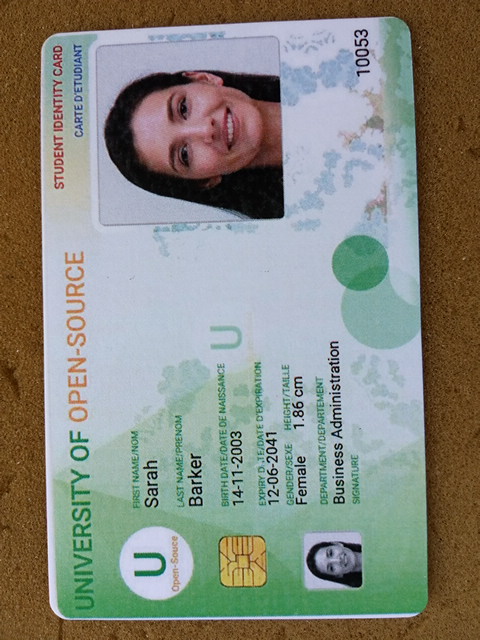 STUDENT IDENTITY CARD
CARTE D'ETUDIANT
UNIVERSITY OF OPEN-SOURCE
10053
U
Open-Souce
U
FIRST NAME/NOM
Sarah
LAST NAME/PRENOM
Barker
BIRTH DATE/DATE DE NAISSANCE
14-11-2003
EXPIRY D.TE/DATE D'EXPIRATION
12-06-2041
GENDER/SEXE HEIGHT/TAILLE
Female 1.86 cm
DEPARTMENT/DEPARTEMENT
Business Administration
SIGNATURE